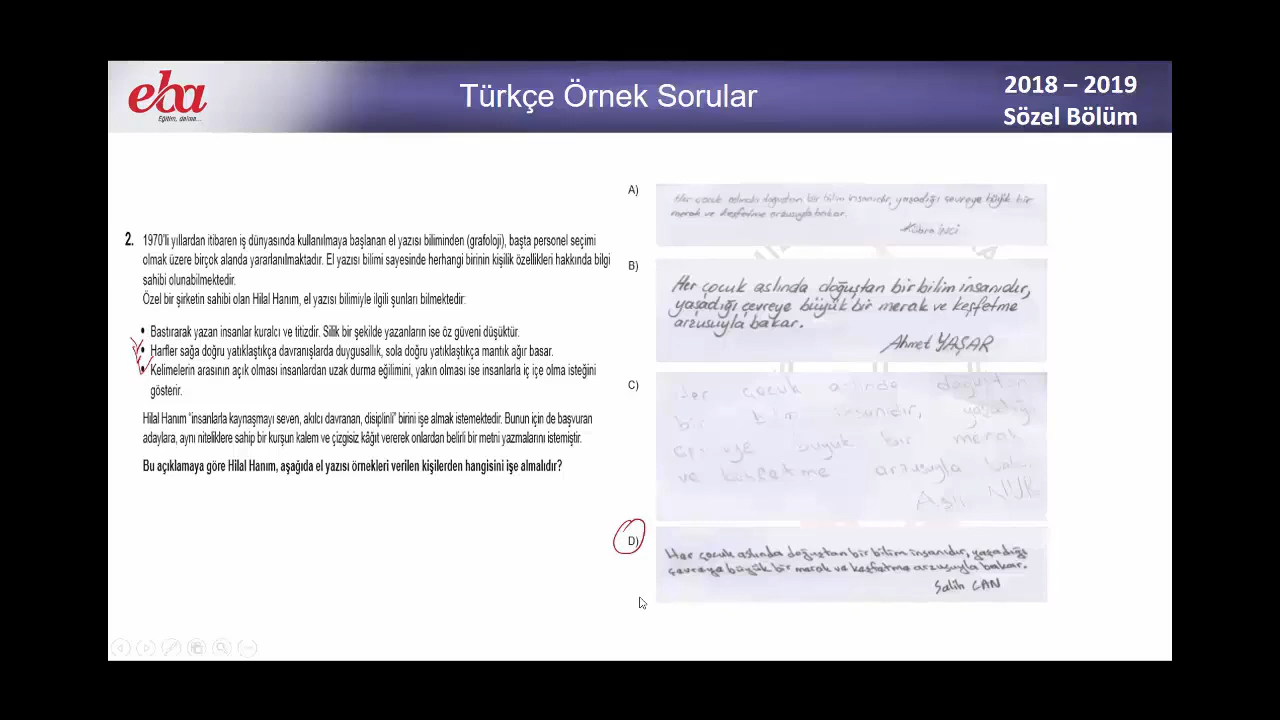 eba
Eğitim, daima...
Türkçe Örnek Sorular
2018 – 2019
Sözel Bölüm
2. 1970'li yıllardan itibaren iş dünyasında kullanılmaya başlanan el yazısı biliminden (grafoloji), başta personel seçimi
olmak üzere birçok alanda yararlanılmaktadır. El yazısı bilimi sayesinde herhangi birinin kişilik özellikleri hakkında bilgi
sahibi olunabilmektedir.
Özel bir şirketin sahibi olan Hilal Hanım, el yazısı bilimiyle ilgili şunları bilmektedir:
• Bastırarak yazan insanlar kuralcı ve titizdir. Silik bir şekilde yazanların ise öz güveni düşüktür.
• Harfler sağa doğru yatıklaştıkça davranışlarda duygusallık, sola doğru yatıklaştıkça mantık ağır basar.
• Kelimelerin arasının açık olması insanlardan uzak durma eğilimini, yakın olması ise insanlarla iç içe olma isteğini
gösterir.
Hilal Hanım “insanlarla kaynaşmayı seven, akılcı davranan, disiplinli” birini işe almak istemektedir. Bunun için de başvuran
adaylara, aynı niteliklere sahip bir kurşun kalem ve çizgisiz kâğıt vererek onlardan belirli bir metni yazmalarını istemiştir.
Bu açıklamaya göre Hilal Hanım, aşağıda el yazısı örnekleri verilen kişilerden hangisini işe almalıdır?
A)
Her çocuk aslında doğuştan bir bilim insanıdır, yaşadığı çevreye büyük bir
merak ve keşfetme arzusuyla bakar.
Kübra İNCİ
B)
Her çocuk aslında doğuştan bir bilim insanıdır,
yaşadığı çevreye büyük bir merak ve keşfetme
arzusuyla bakar.
Ahmet YAŞAR
C)
Her çocuk aslında doğuştan
bir bilim insanıdır, yaşadığı
çevreye büyük bir merak
ve keşfetme arzusuyla bakar.
Aslı NUR
D)
Her çocuk aslında doğuştan bir bilim insanıdır, yaşadığı
çevreye büyük bir merak ve keşfetme arzusuyla bakar.
Salih CAN